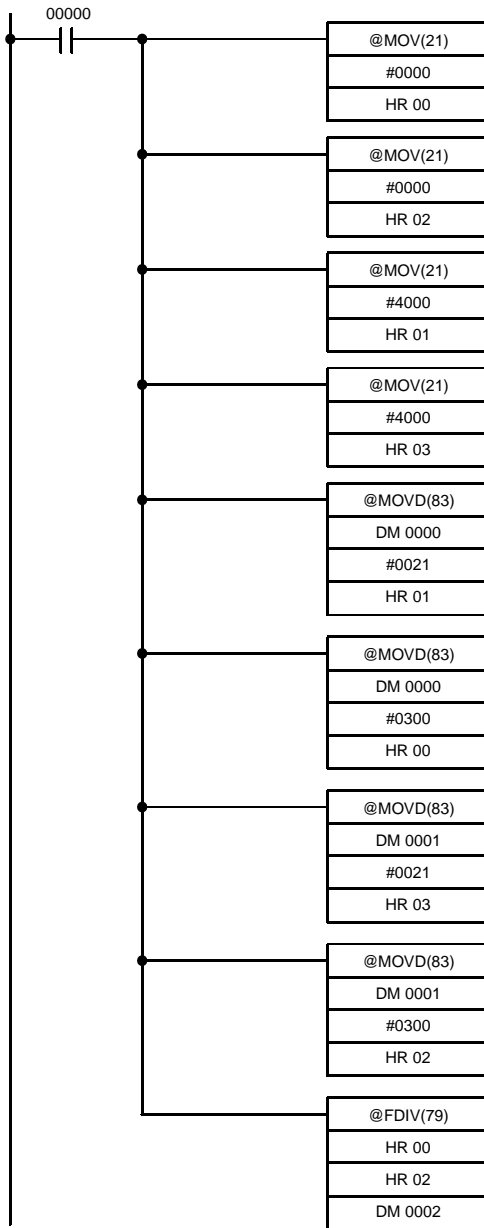 00000
@MOV(21)
#0000
HR 00
@MOV(21)
#0000
HR 02
@MOV(21)
#4000
HR 01
@MOV(21)
#4000
HR 03
@MOVD(83)
DM 0000
#0021
HR 01
@MOVD(83)
DM 0000
#0300
HR 00
@MOVD(83)
DM 0001
#0021
HR 03
@MOVD(83)
DM 0001
#0300
HR 02
@FDIV(79)
HR 00
HR 02
DM 0002